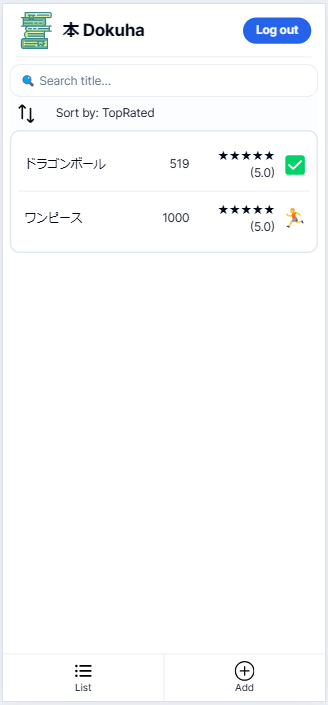 本 Dokuha
Log out
Search title...
Sort by: TopRated
ドラゴンボール 519 ★★★★★
(5.0)
ワンピース 1000 ★★★★★
(5.0)
List
Add